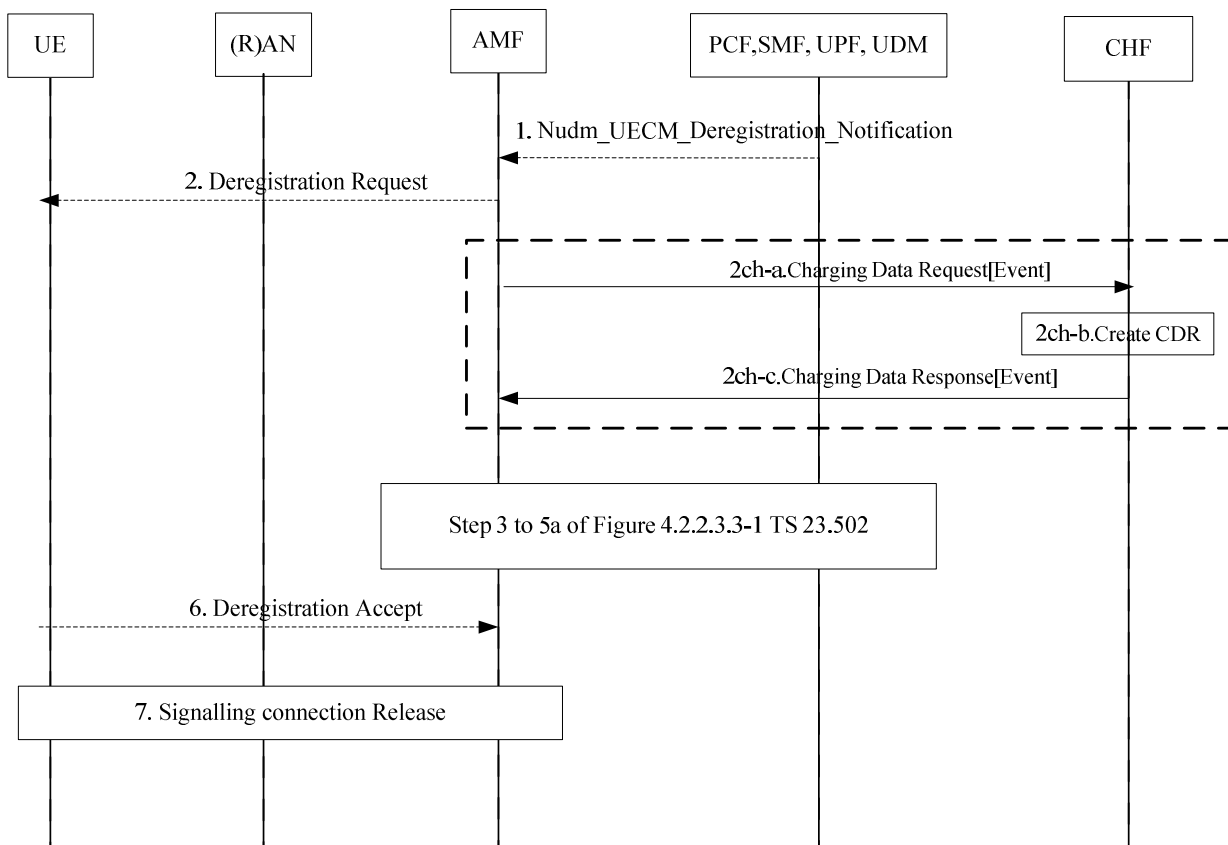 UE
(R)AN
AMF
PCF,SMF, UPF, UDM
CHF
1. Nudm_UECM_Deregistration_Notification
2. Deregistration Request
2ch-a.Charging Data Request[Event]
2ch-b.Create CDR
2ch-c.Charging Data Response[Event]
Step 3 to 5a of Figure 4.2.2.3.3-1 TS 23.502
6. Deregistration Accept
7. Signalling connection Release